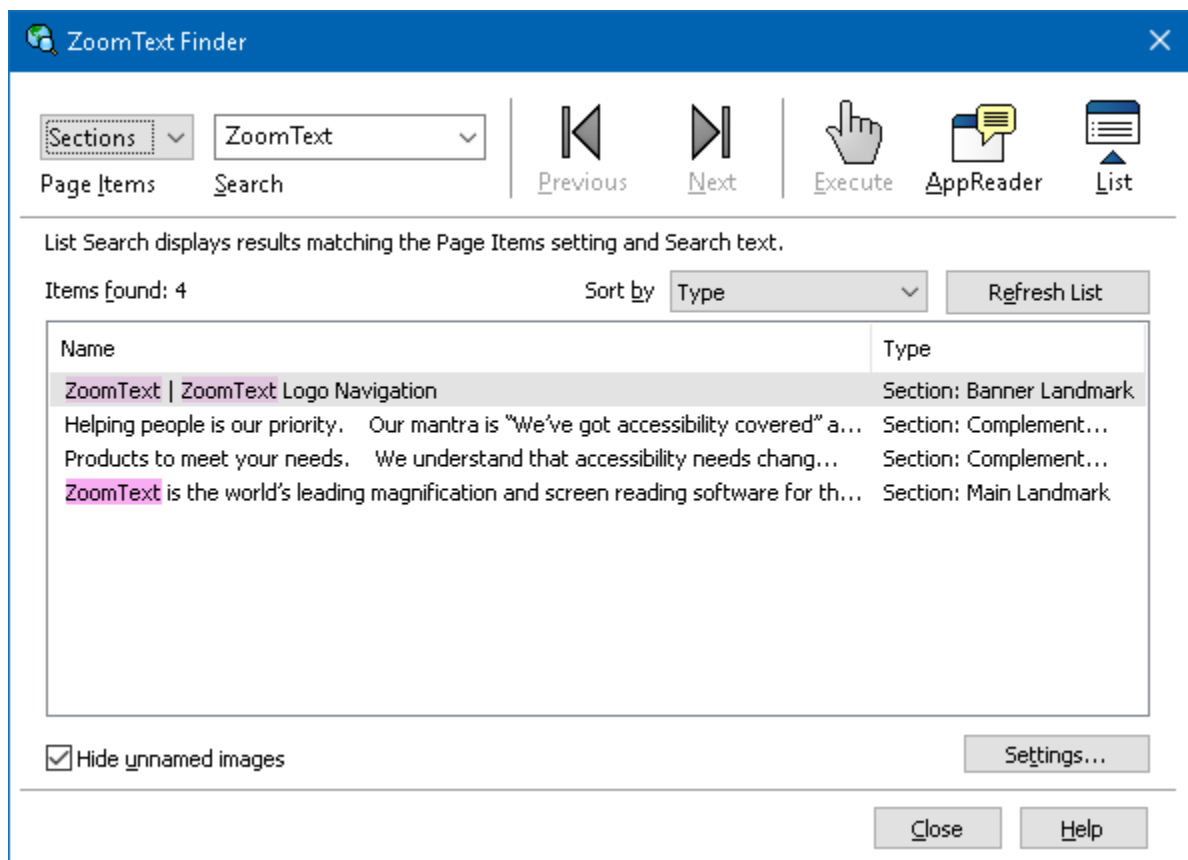 ZoomText Finder
Sections
ZoomText
Page Items
Search
Previous
Next
Execute
AppReader
List
List Search displays results matching the Page Items setting and Search text.
Items found: 4
Sort by
Type
Refresh List
Name
Type
ZoomText | ZoomText Logo Navigation
Section: Banner Landmark
Helping people is our priority. Our mantra is “We’ve got accessibility covered” a...
Section: Complement...
Products to meet your needs. We understand that accessibility needs chang...
Section: Complement...
ZoomText is the world’s leading magnification and screen reading software for th...
Section: Main Landmark
Hide unnamed images
Settings...
Close
Help